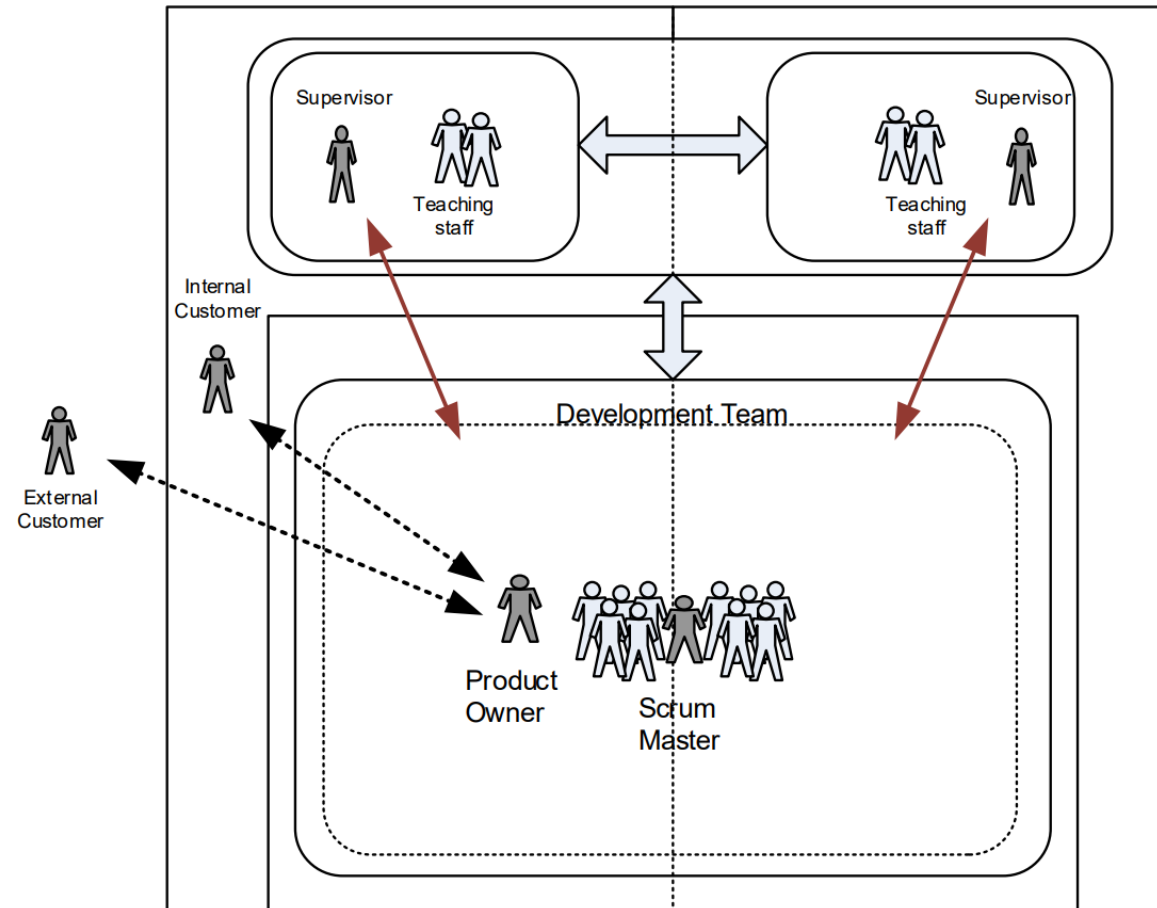 Supervisor
Supervisor
Teaching
staff
Teaching
staff
Internal
Customer
Development Team
External
Customer
Product
Owner
Scrum
Master